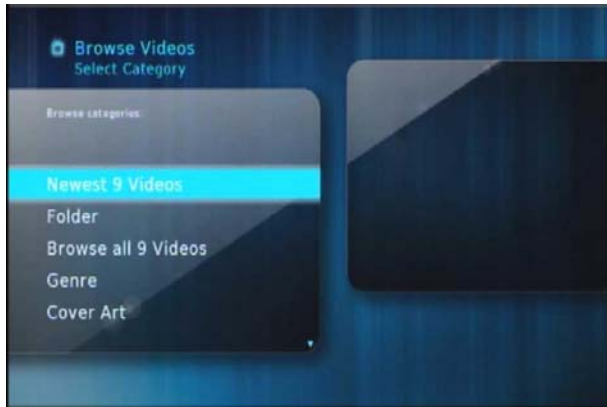 Browse Videos
Select Category
Browse categories:
Newest 9 Videos
Folder
Browse all 9 Videos
Genre
Cover Art